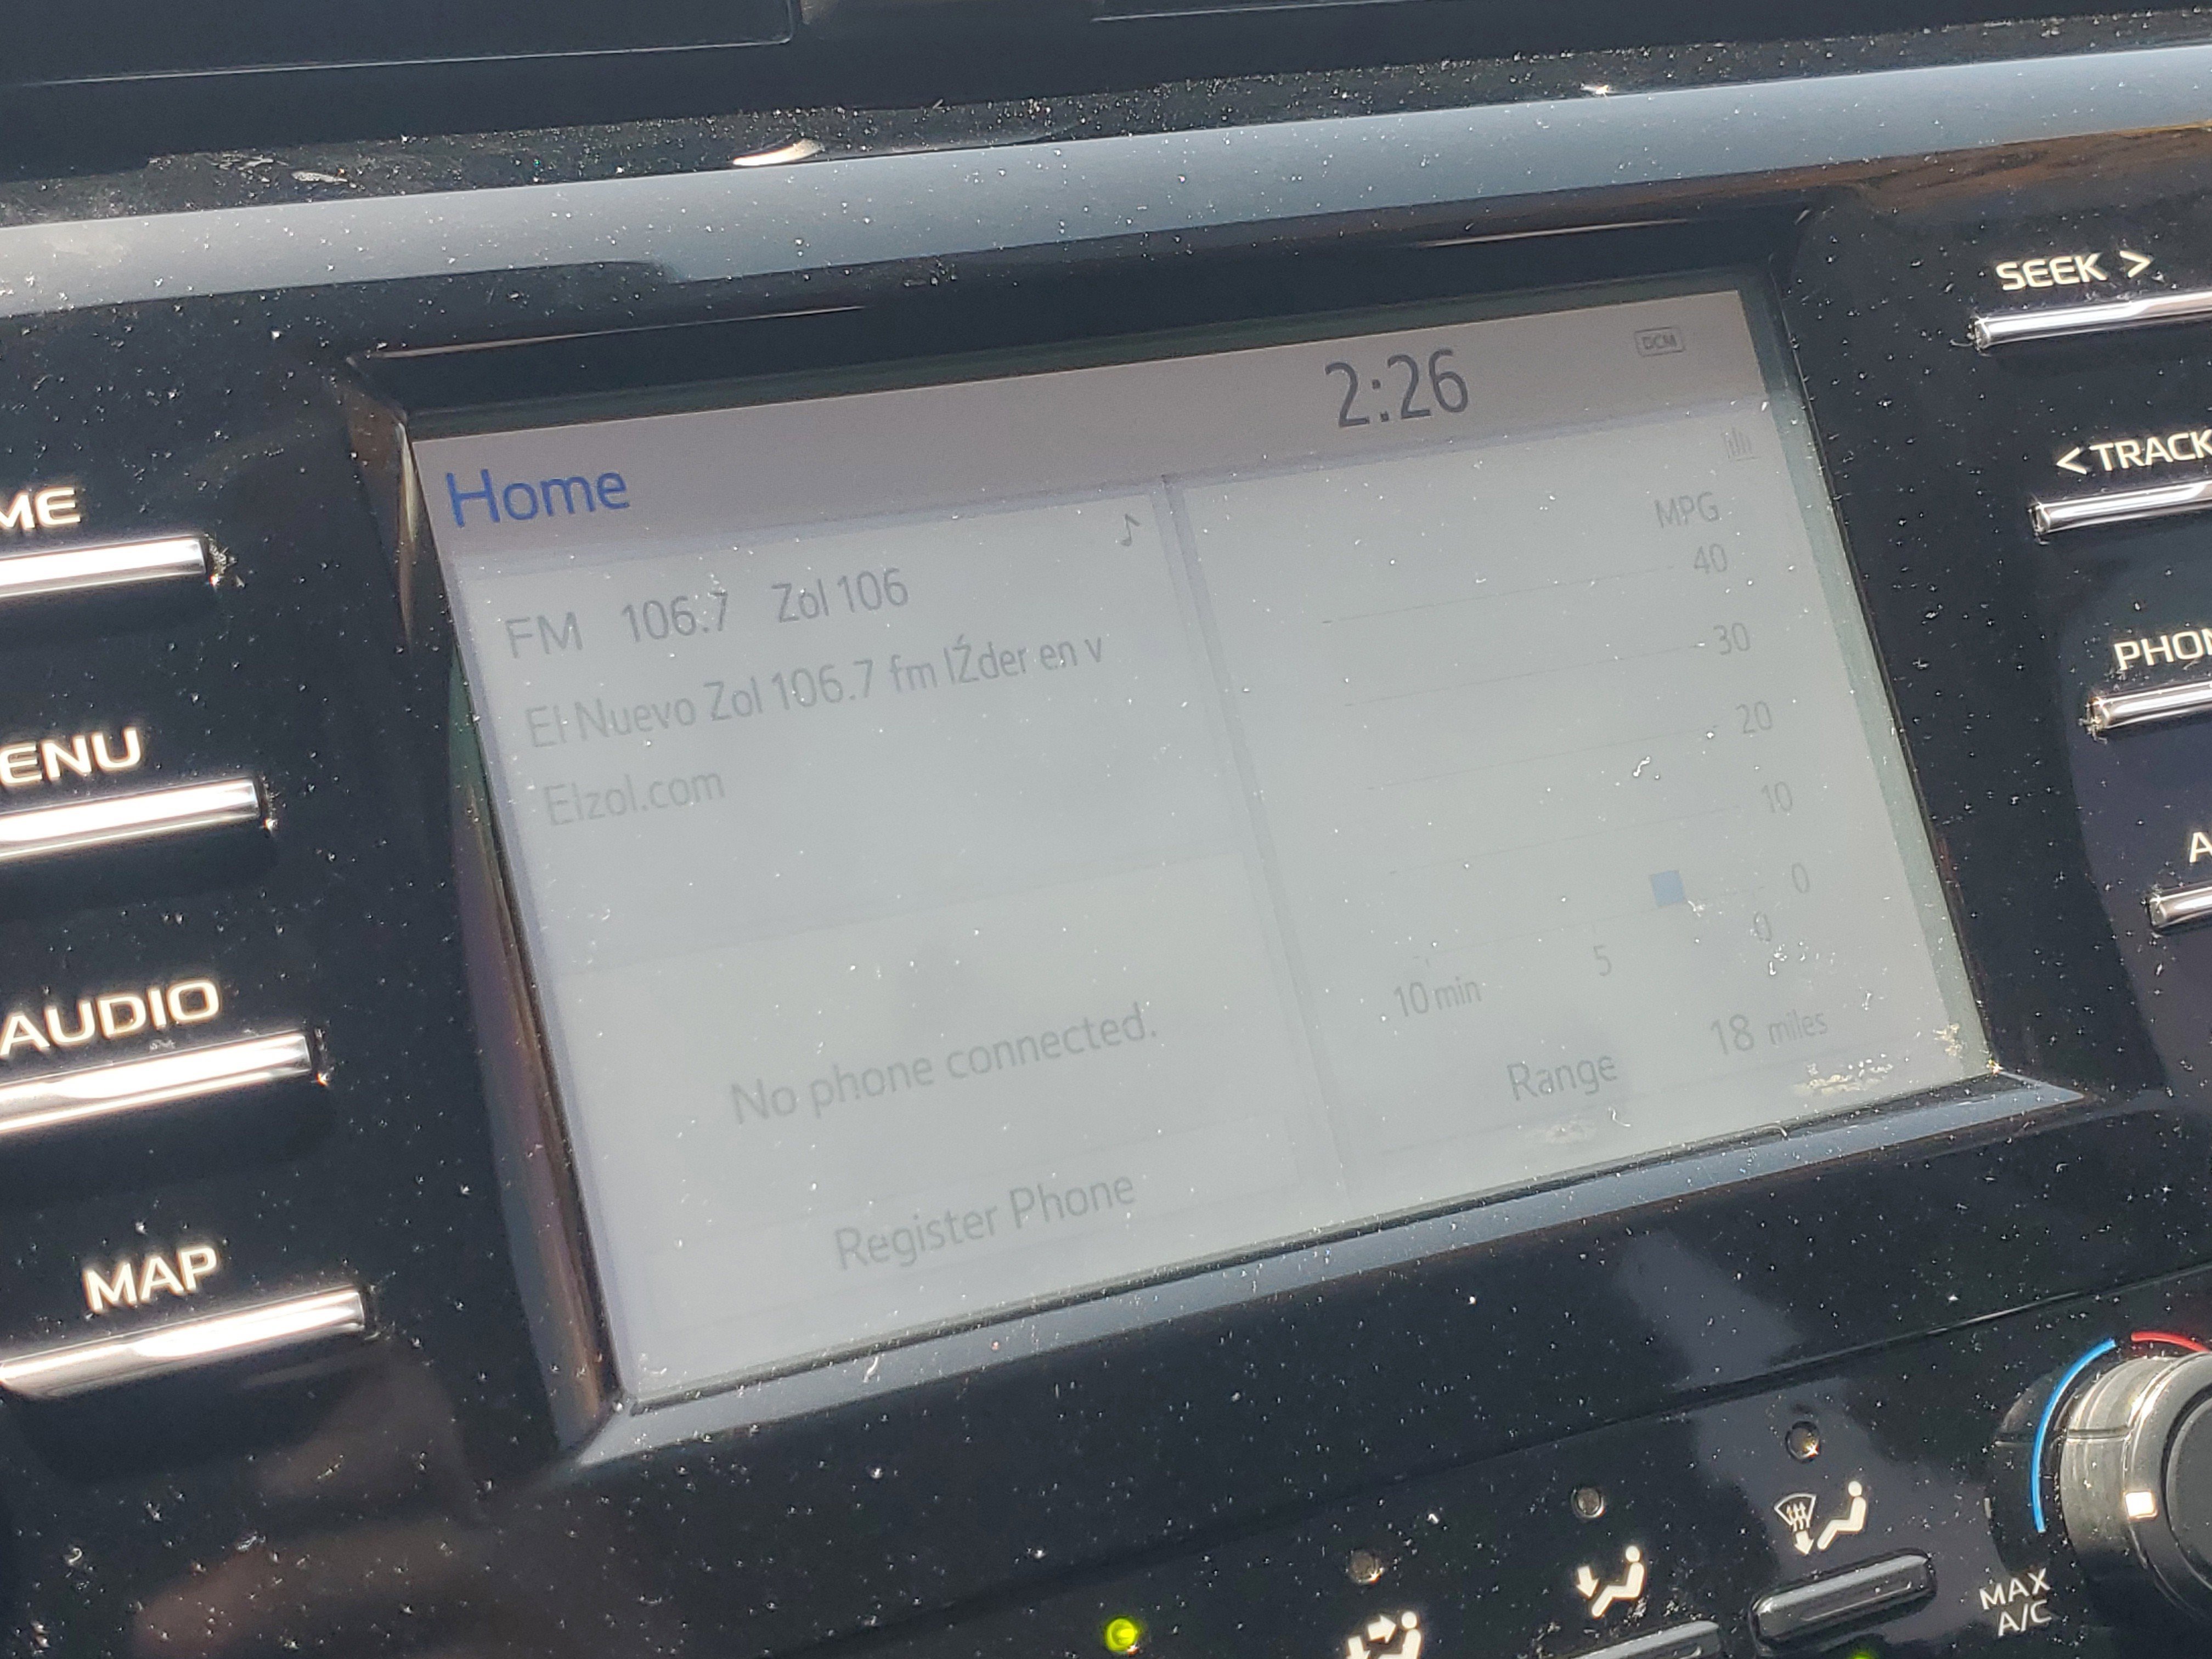 2:26
DCM
Home
FM 106.7 Zol 106
El Nuevo Zol 106.7 fm lŽder en v
Elzol.com
No phone connected.
Register Phone
MPG
40
30
20
10
0
10 min 5 0
Range 18 miles
ME
ENU
AUDIO
MAP
SEEK >
< TRACK
PHON
A
MAX
A/C